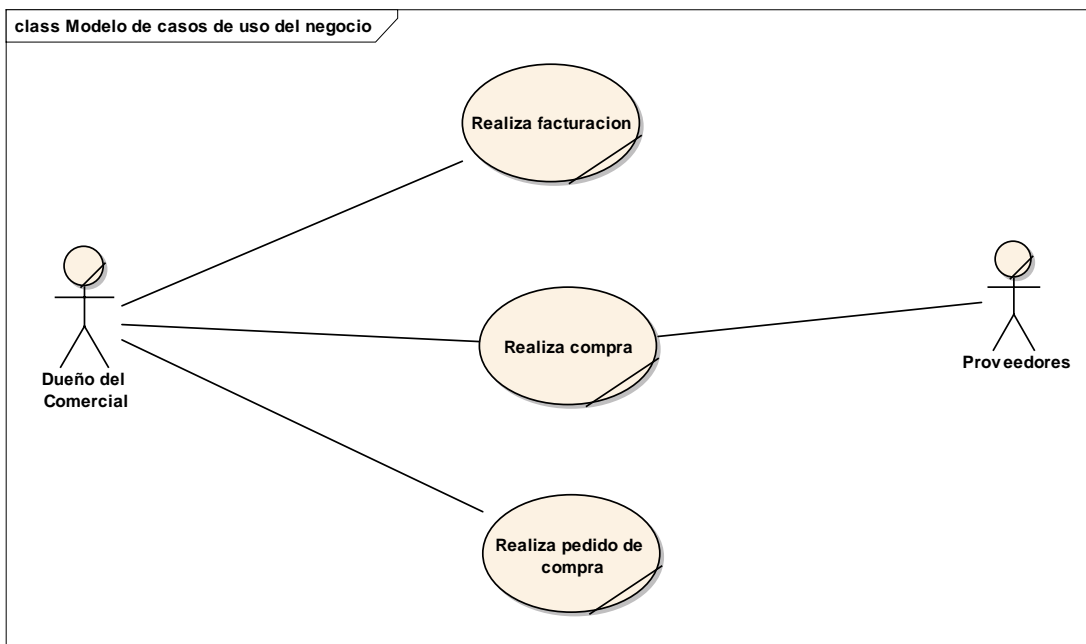 class Modelo de casos de uso del negocio
Realiza facturacion
Realiza compra
Dueño del
Comercial
Proveedores
Realiza pedido de
compra